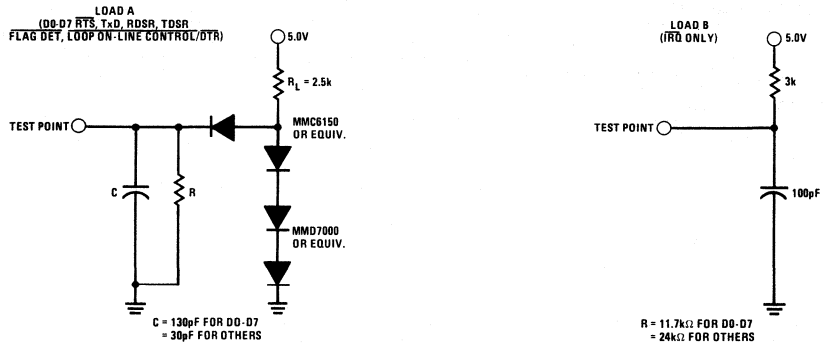 LOAD A
(D0-D7 RTS, TxD, RDSR, TDSR
FLAG DET, LOOP ON-LINE CONTROL/DTR)
5.0V
RL = 2.5k
TEST POINT
MMC6150
OR EQUIV.
C
R
MMD7000
OR EQUIV.
C = 130pF FOR D0-D7
= 30pF FOR OTHERS
LOAD B
(IRQ ONLY)
5.0V
3k
TEST POINT
100pF
R = 11.7kΩ FOR D0-D7
= 24kΩ FOR OTHERS